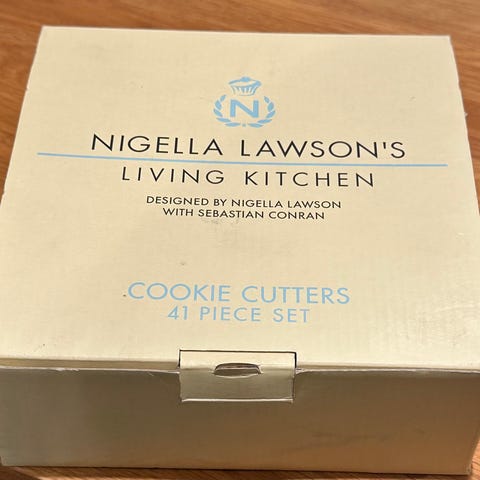 N
NIGELLA LAWSON'S
LIVING KITCHEN
DESIGNED BY NIGELLA LAWSON
WITH SEBASTIAN CONRAN
COOKIE CUTTERS
41 PIECE SET